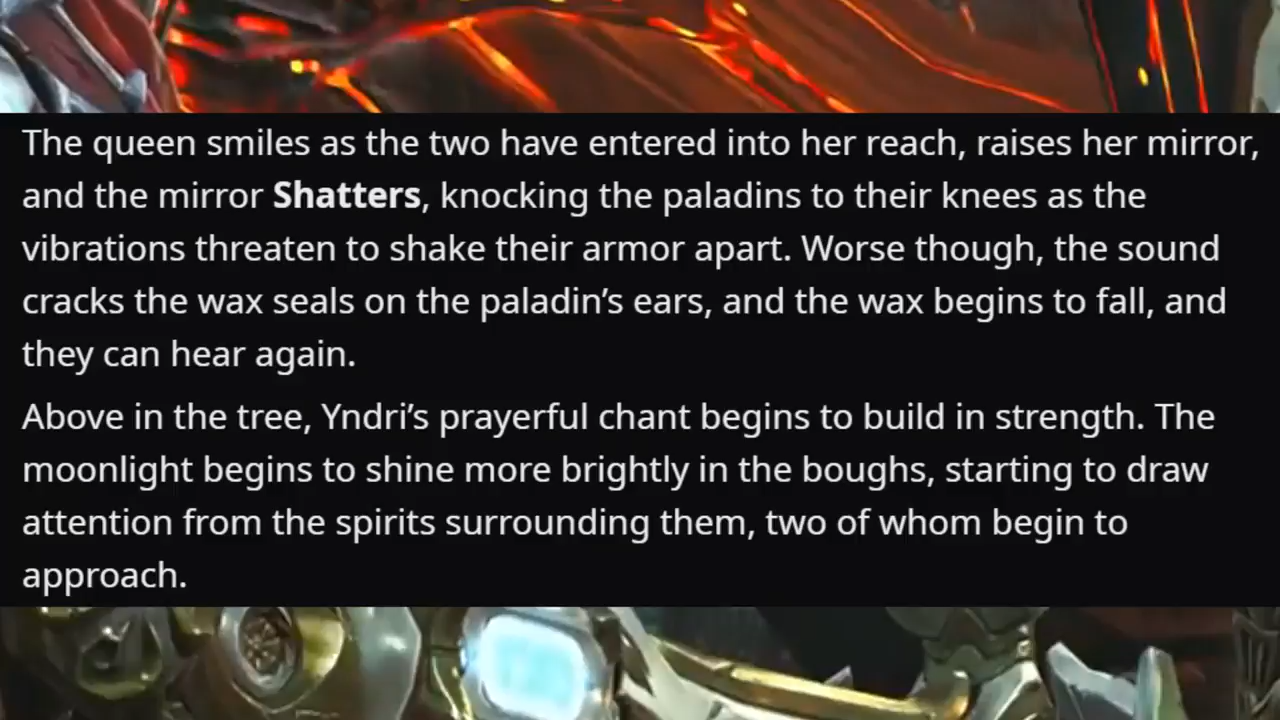 The queen smiles as the two have entered into her reach, raises her mirror,
and the mirror Shatters, knocking the paladins to their knees as the
vibrations threaten to shake their armor apart. Worse though, the sound
cracks the wax seals on the paladin’s ears, and the wax begins to fall, and
they can hear again.
Above in the tree, Yndri’s prayerful chant begins to build in strength. The
moonlight begins to shine more brightly in the boughs, starting to draw
attention from the spirits surrounding them, two of whom begin to
approach.